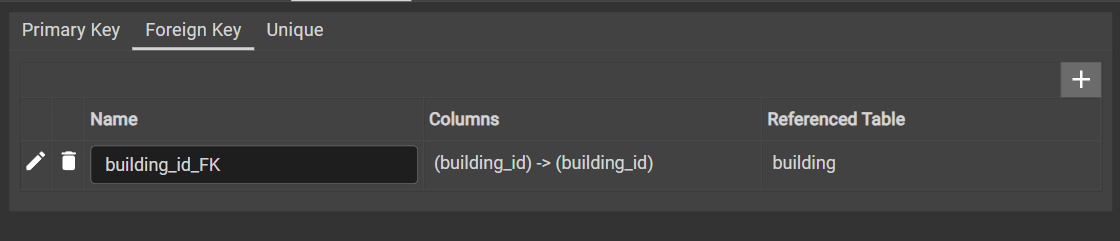 Primary Key Foreign Key Unique
Name Columns Referenced Table
building_id_FK (building_id) -> (building_id) building